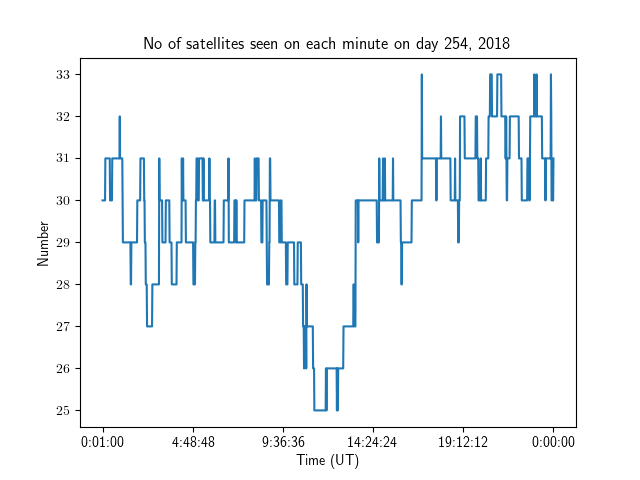 No of satellites seen on each minute on day 254, 2018
33
32
31
30
29
28
27
26
25
Number
0:01:00 4:48:48 9:36:36 14:24:24 19:12:12 0:00:00
Time (UT)